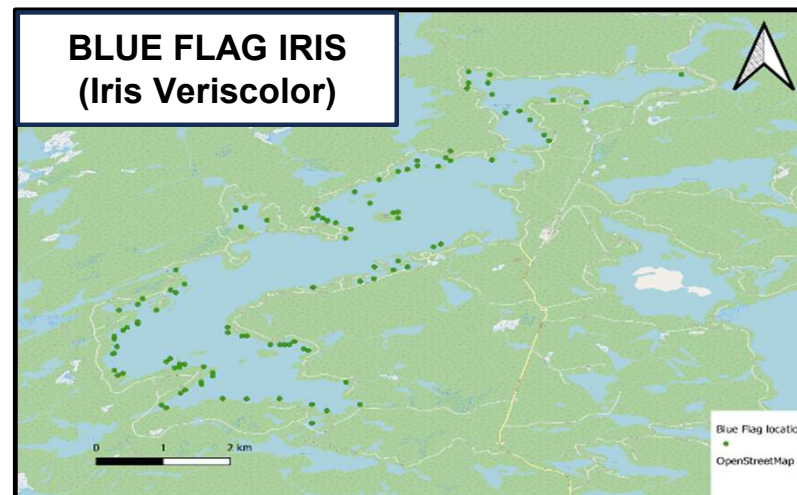 BLUE FLAG IRIS
(Iris Veriscolor)
0 1 2 km
Blue Flag locatio
OpenStreetMap